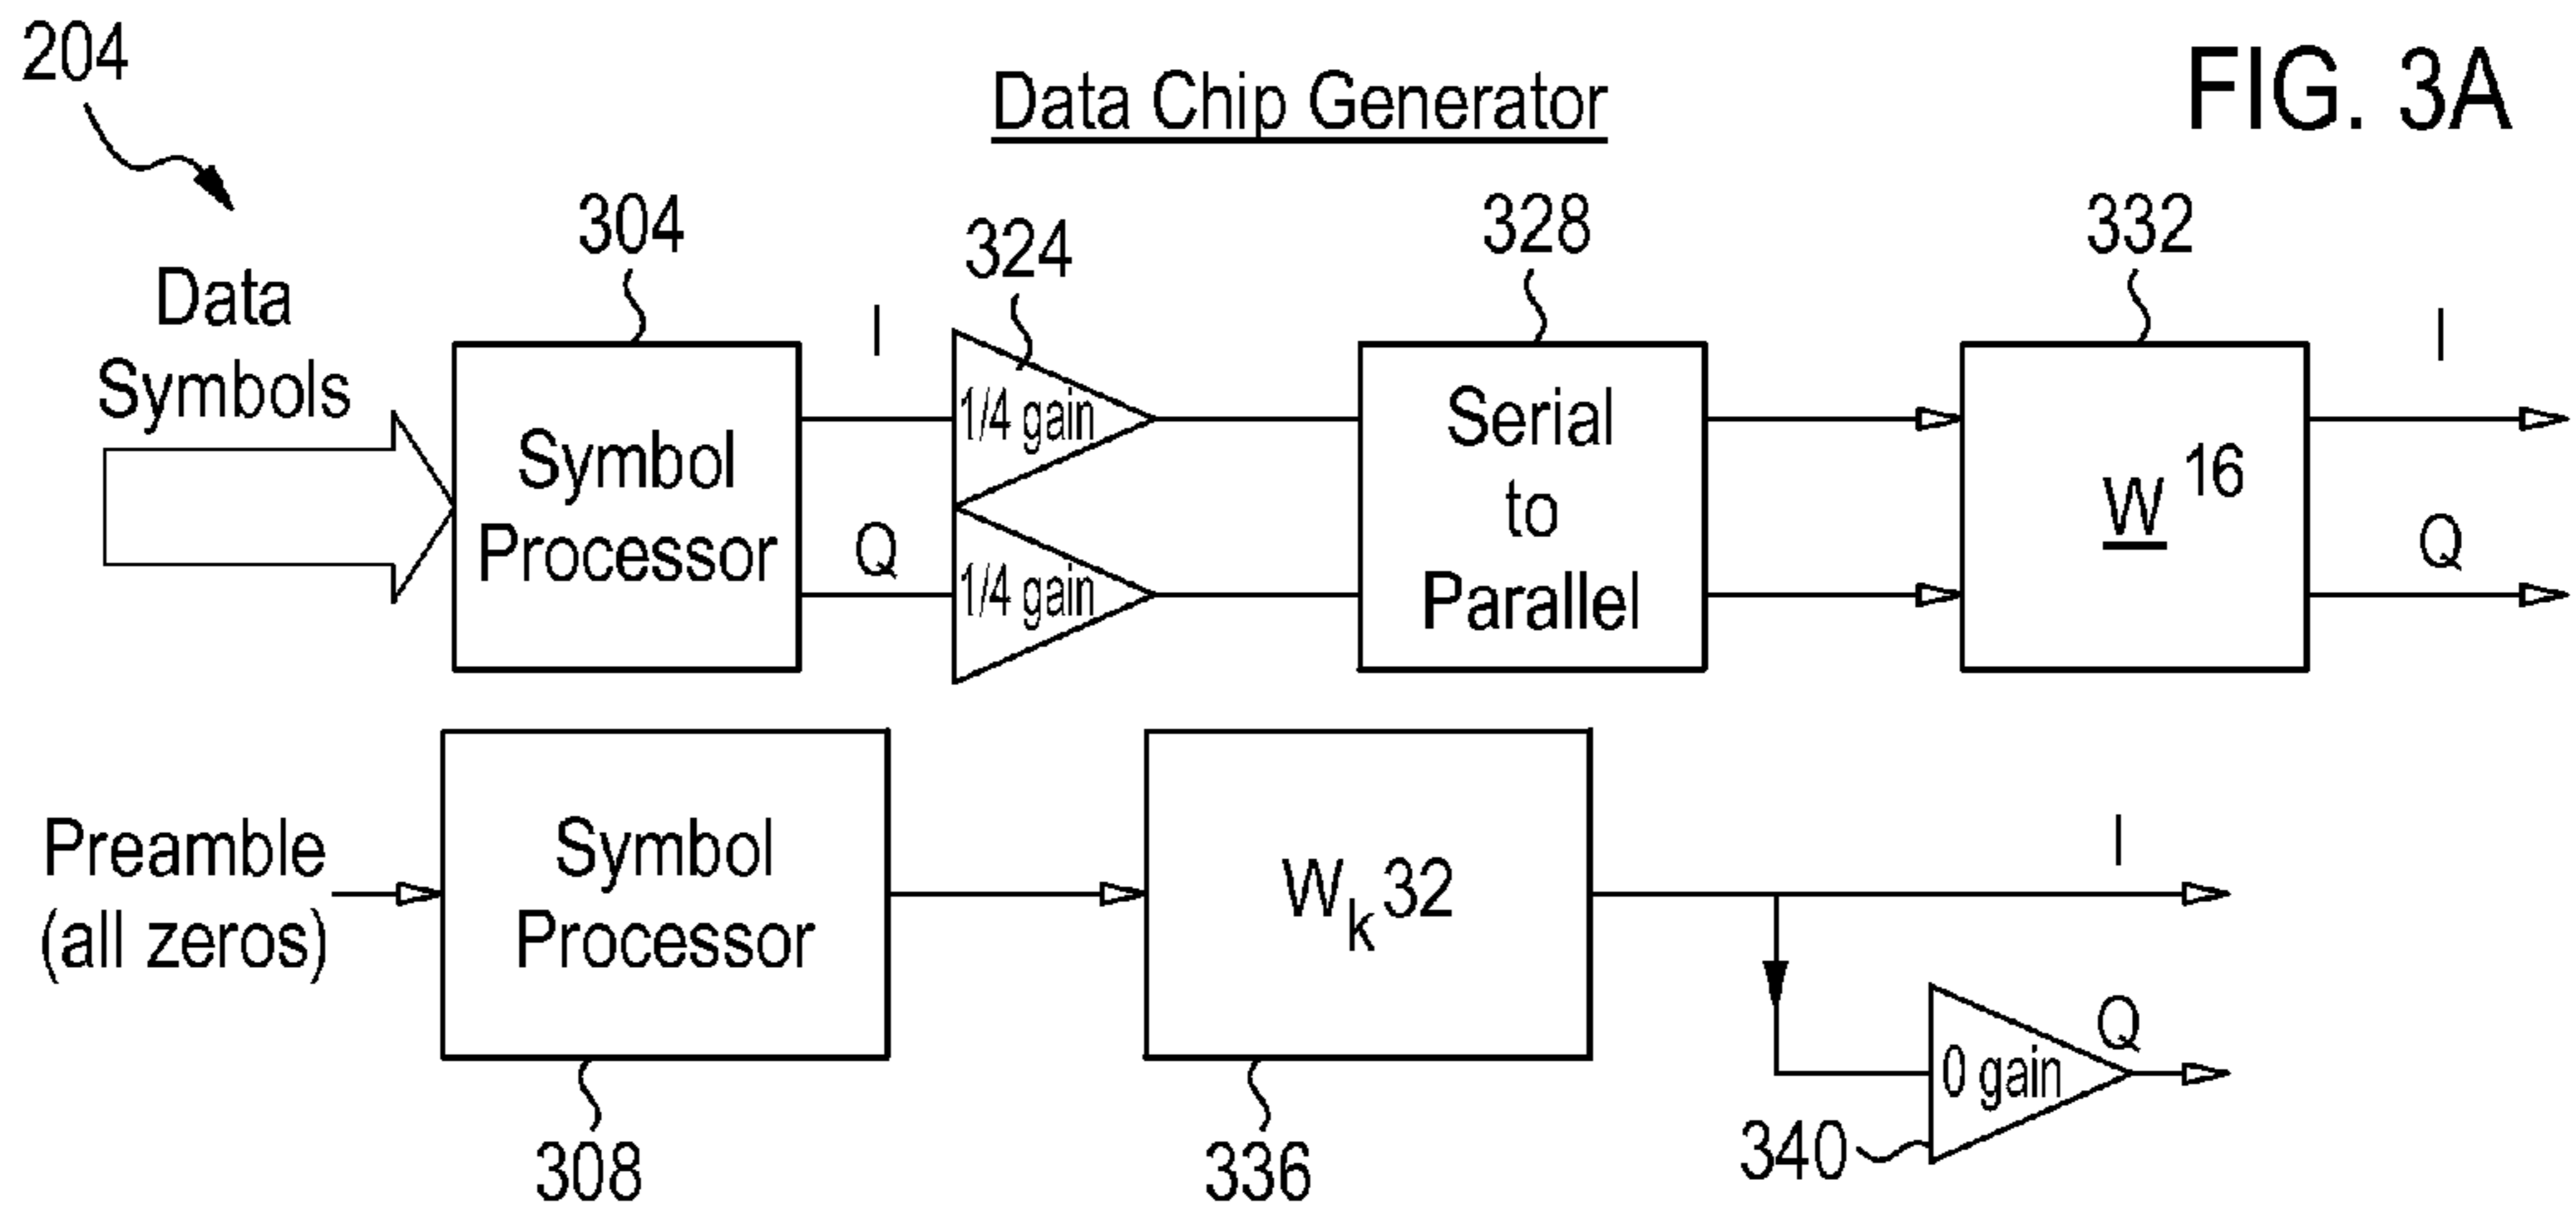 204
Data Chip Generator
FIG. 3A
304
324
328
332
Data
Symbols
Symbol
Processor
I
Q
1/4 gain
1/4 gain
Serial
to
Parallel
W 16
I
Q
Preamble
(all zeros)
Symbol
Processor
Wk32
I
0 gain
Q
308
336
340